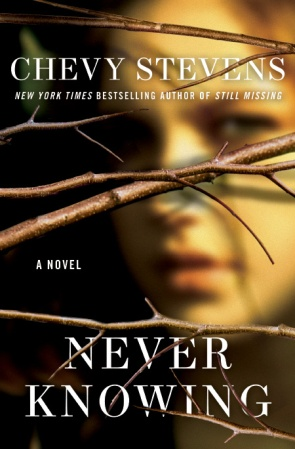 CHEVY STEVENS
NEW YORK TIMES BESTSELLING AUTHOR OF STILL MISSING
A NOVEL
NEVER
KNOWING